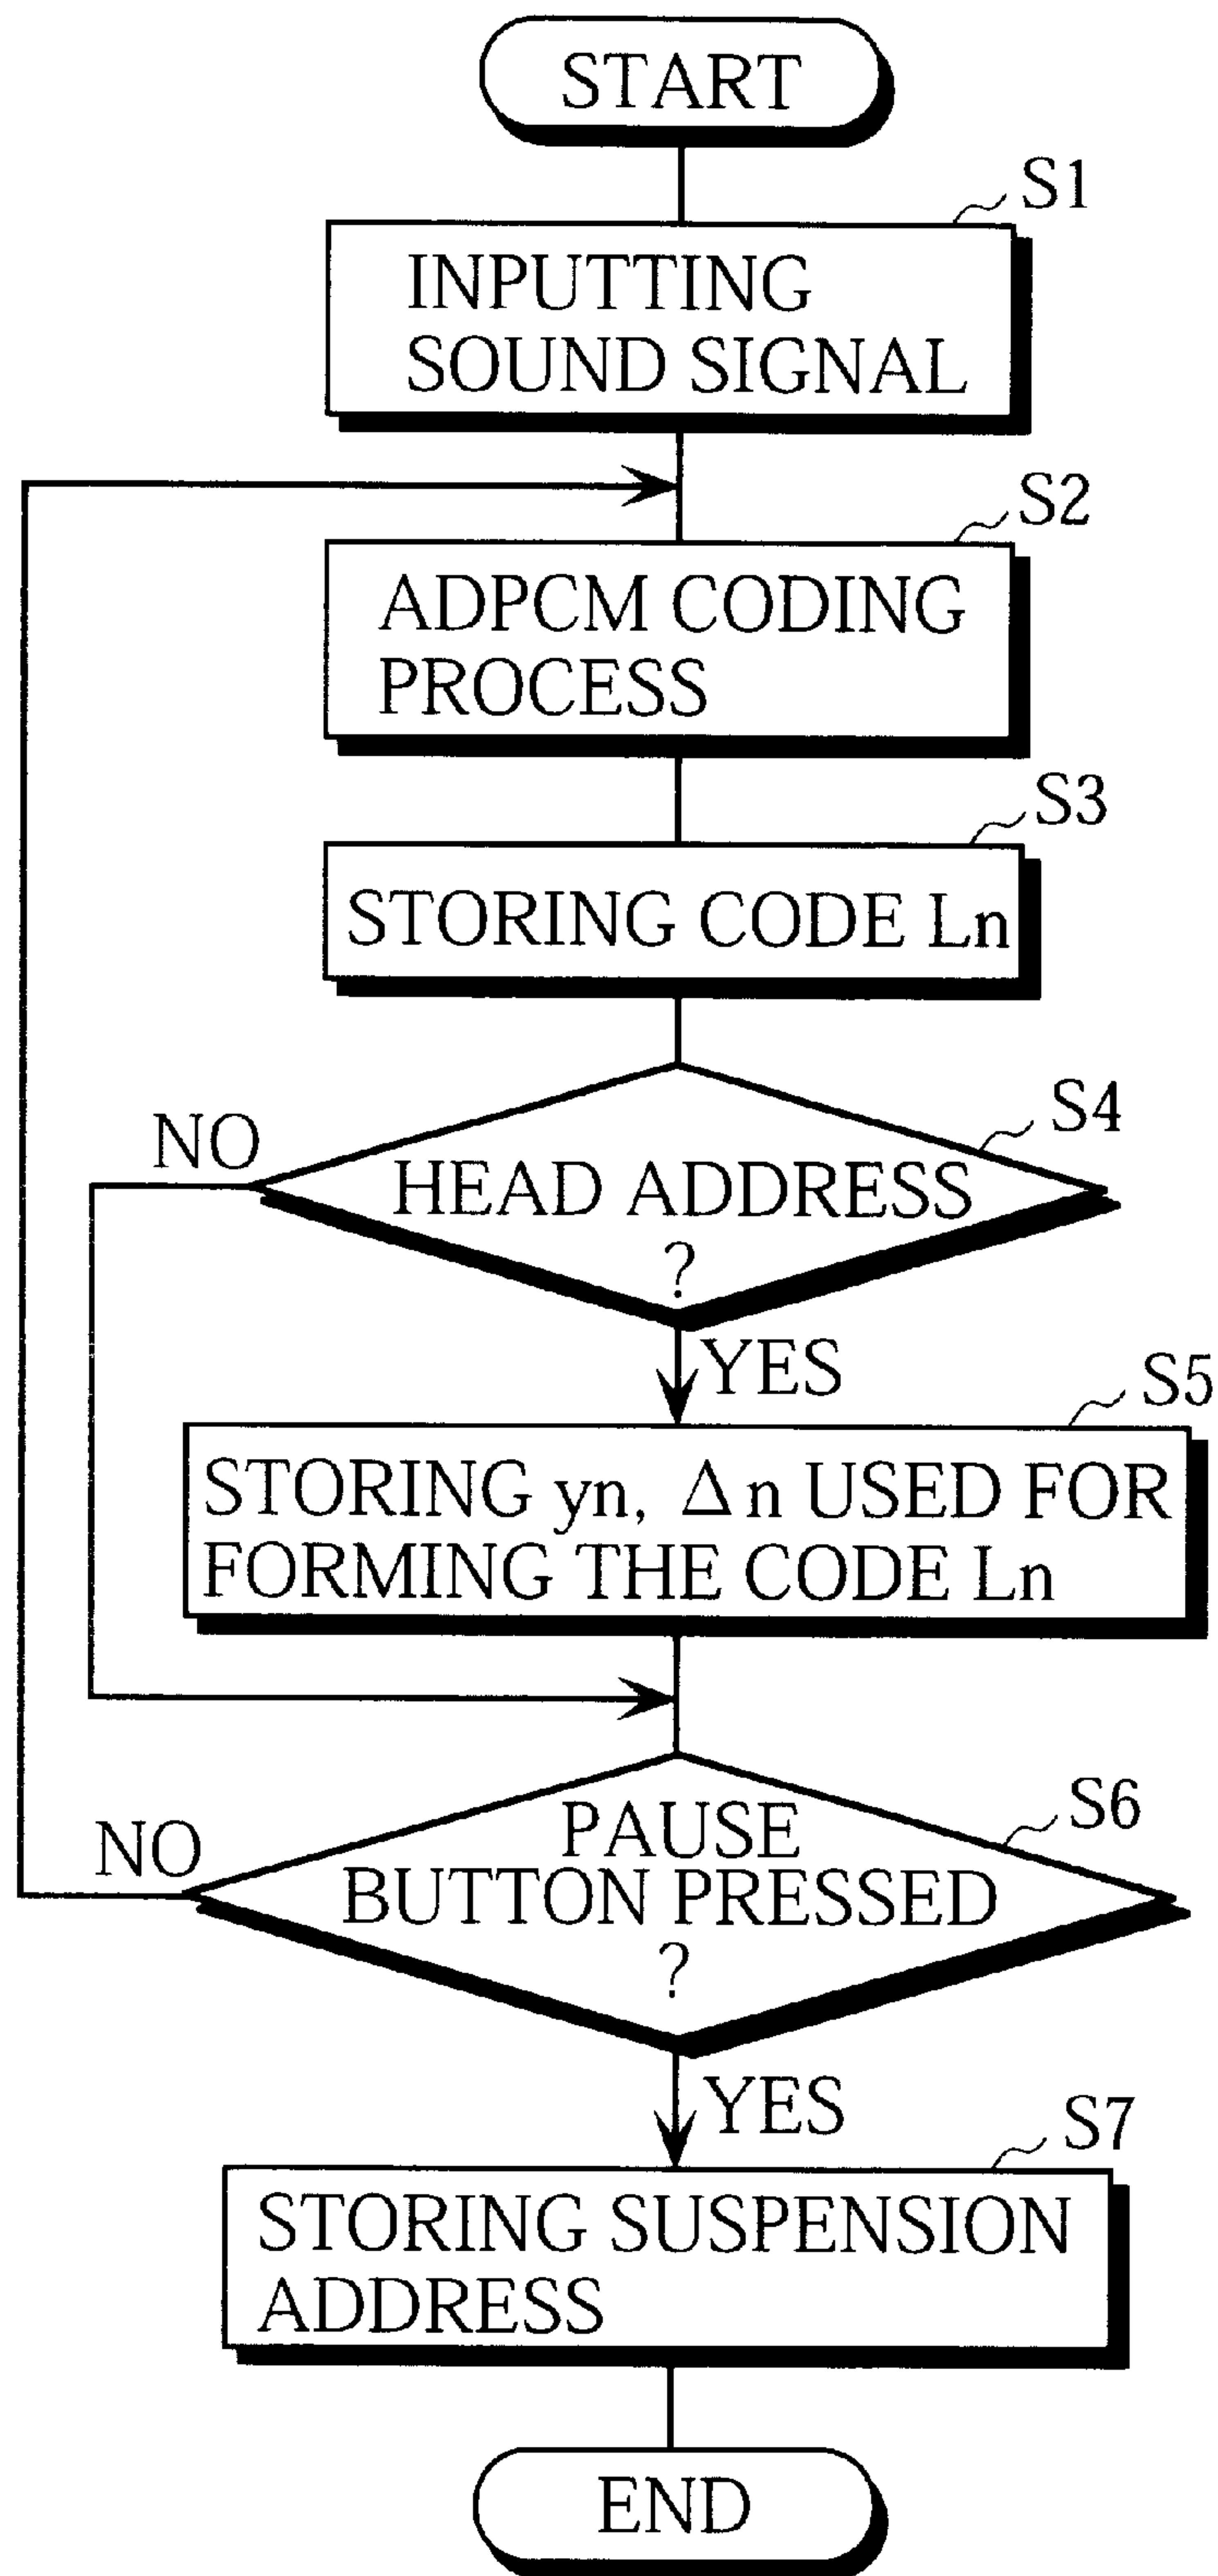 START
S1
INPUTTING
SOUND SIGNAL
S2
ADPCM CODING
PROCESS
S3
STORING CODE Ln
S4
NO
HEAD ADDRESS
?
YES
S5
STORING yn, Δn USED FOR
FORMING THE CODE Ln
S6
PAUSE
NO
BUTTON PRESSED
?
YES
S7
STORING SUSPENSION
ADDRESS
END